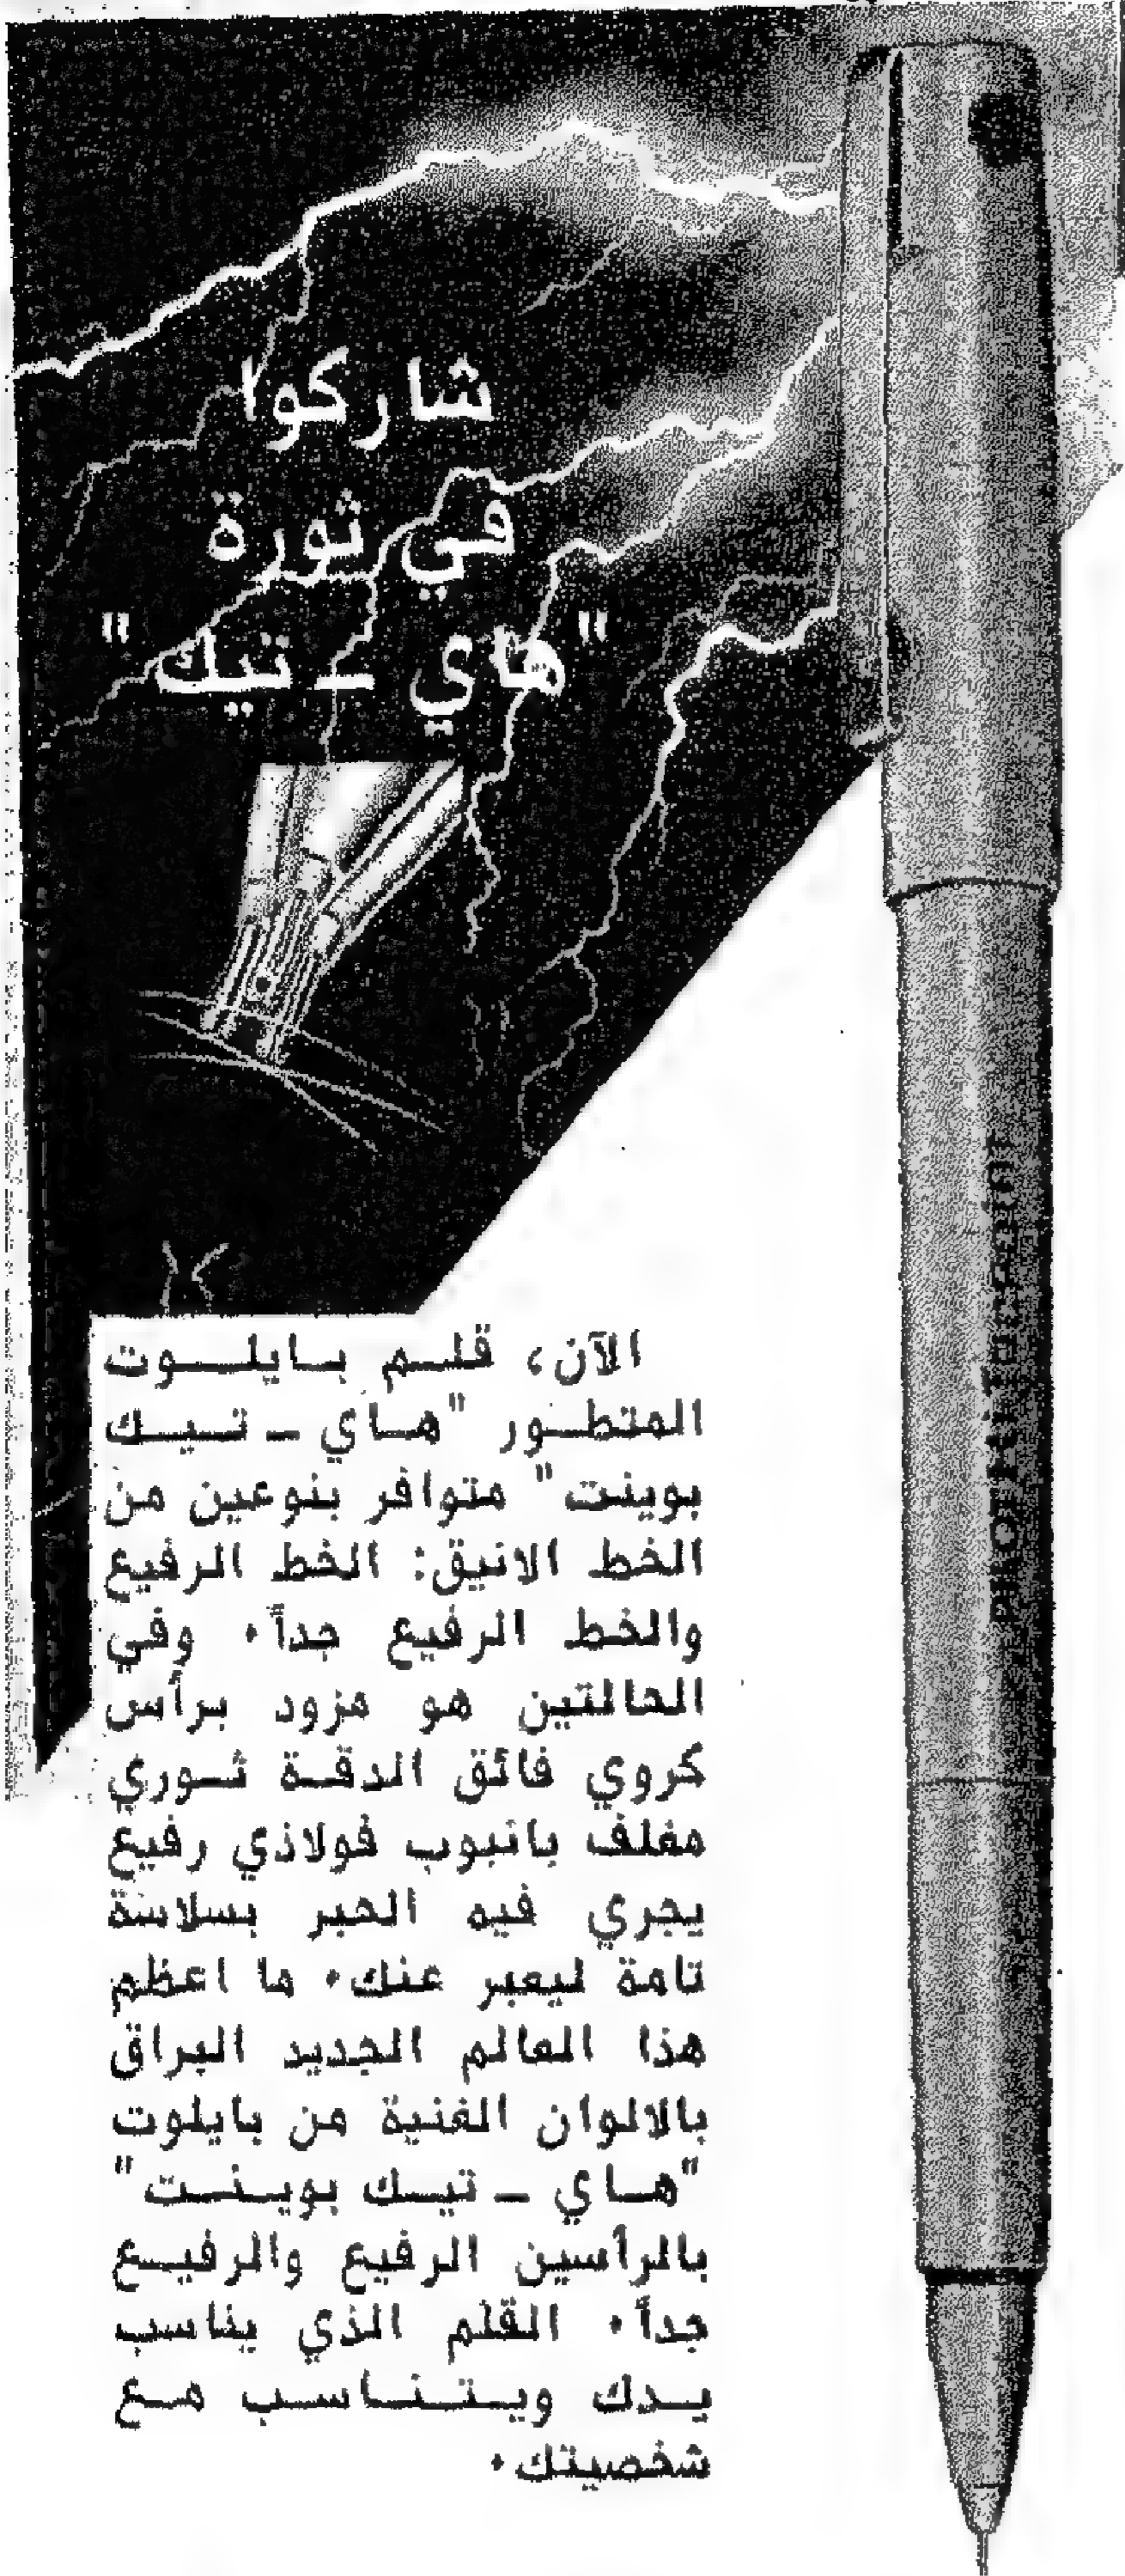 شاركوا
في ثورة
"هاي - تيك"
الآن، قلم بايلوت
المتطور "هاي - تيك
بوينت" متوافر بنوعين من
الخط الانيق: الخط الرفيع
والخط الرفيع جداً. وفي
الحالتين هو مزود برأس
كروي فائق الدقة ثوري
مغلف بانبوب فولاذي رفيع
يجري فيه الحبر بسلاسة
تامة ليعبر عنك. ما اعظم
هذا العالم الجديد البراق
بالالوان الغنية من بايلوت
"هاي - تيك بوينت"
بالرأسين الرفيع والرفيع
جداً. القلم الذي يناسب
يدك ويتناسب مع
شخصيتك.